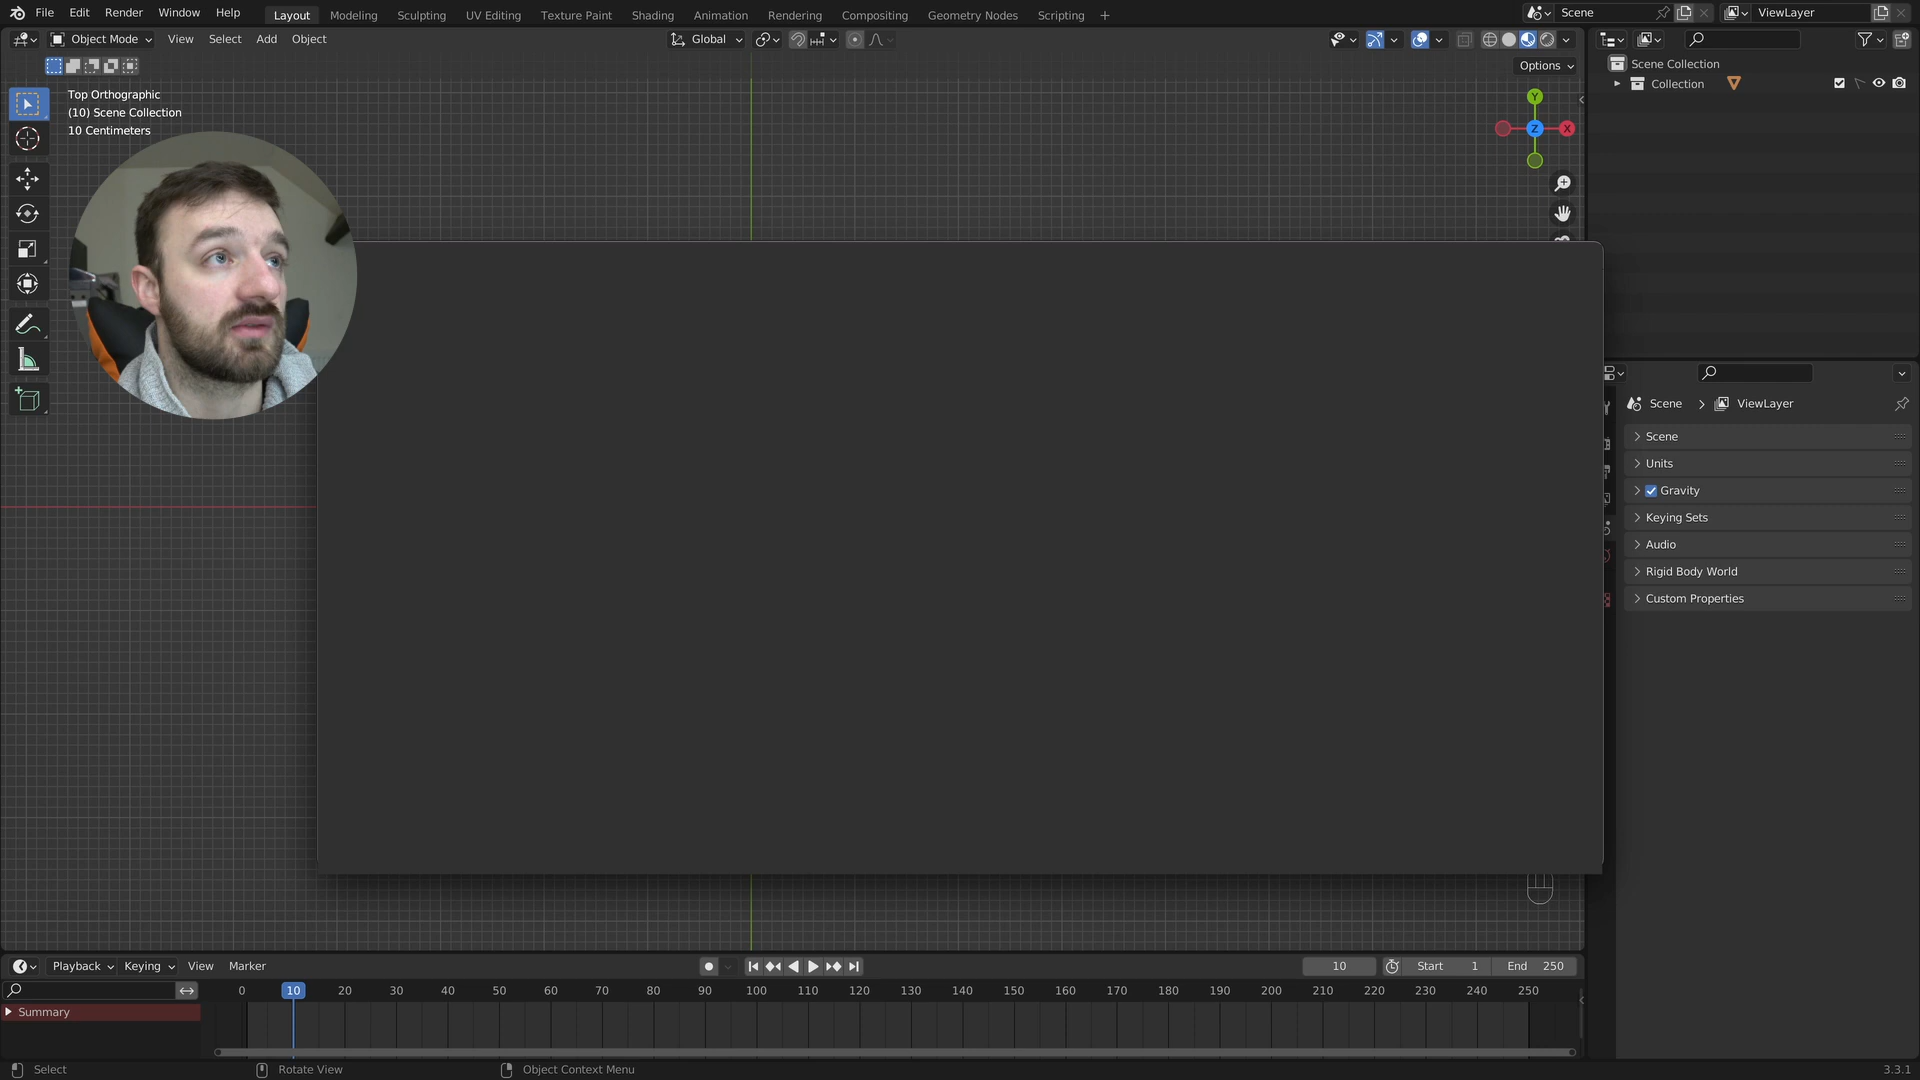 File Edit Render Window Help Layout Modeling Sculpting UV Editing Texture Paint Shading Animation Rendering Compositing Geometry Nodes Scripting + Scene ViewLayer
Object Mode View Select Add Object Global
Options
Top Orthographic
(10) Scene Collection
10 Centimeters
Y
Z X
Scene Collection
Collection
Scene ViewLayer
Scene
Units
Gravity
Keying Sets
Audio
Rigid Body World
Custom Properties
Playback Keying View Marker 10 Start 1 End 250
0 10 20 30 40 50 60 70 80 90 100 110 120 130 140 150 160 170 180 190 200 210 220 230 240 250
Summary
Select Rotate View Object Context Menu 3.3.1